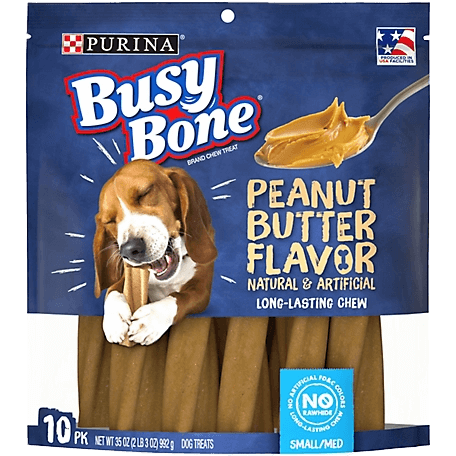 PURINA
Busy
Bone
BRAND CHEW TREAT
PRODUCED IN
USA FACILITIES
PEANUT
BUTTER
FLAVOR
NATURAL & ARTIFICIAL
LONG-LASTING CHEW
NO ARTIFICIAL FD&C COLORS
NO
RAWHIDE
LONG-LASTING CHEW
SMALL/MED
10 PK
NET WT 35 OZ (2 LB 3 OZ) 992 g
DOG TREATS